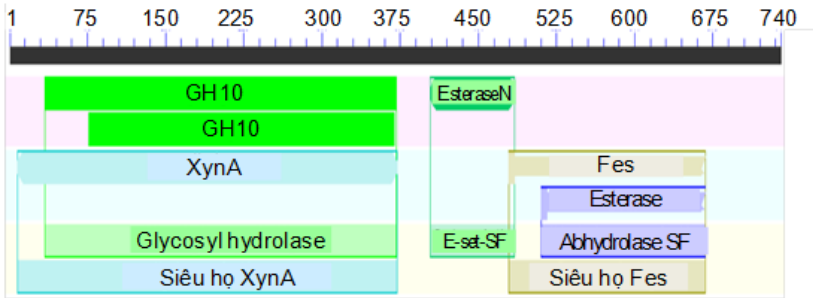 1 75 150 225 300 375 450 525 600 675 740
GH10 EsteraseN
GH10
XynA Fes
Esterase
Glycosyl hydrolase E-set-SF Abhydrolase SF
Siêu họ XynA Siêu họ Fes